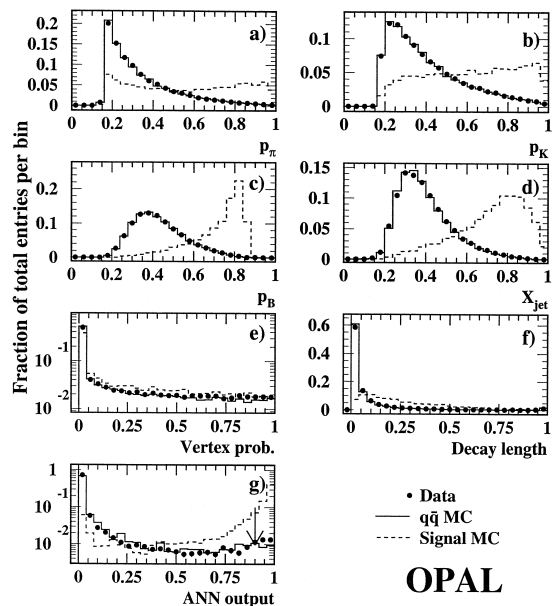 Fraction of total entries per bin
a)
0.2
0.15
0.1
0.05
0
0 0.2 0.4 0.6 0.8 1
pπ
b)
0.1
0.05
0
0 0.2 0.4 0.6 0.8 1
pK
c)
0.2
0.1
0
0 0.2 0.4 0.6 0.8 1
pB
d)
0.15
0.1
0.05
0
0 0.2 0.4 0.6 0.8 1
Xjet
e)
10 -1
10 -2
0 0.25 0.5 0.75 1
Vertex prob.
f)
0.6
0.4
0.2
0
0 0.25 0.5 0.75 1
Decay length
g)
1
10 -1
10 -2
0 0.25 0.5 0.75 1
ANN output
Data
qq̄ MC
Signal MC
OPAL